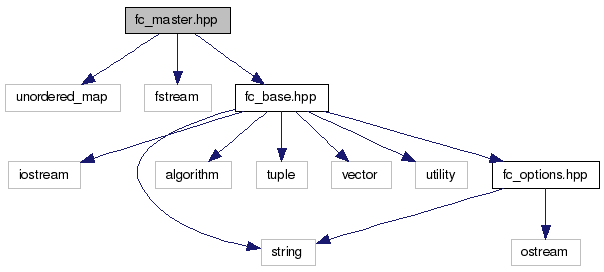 fc_master.hpp
unordered_map
fstream
fc_base.hpp
iostream
algorithm
tuple
vector
utility
fc_options.hpp
string
ostream